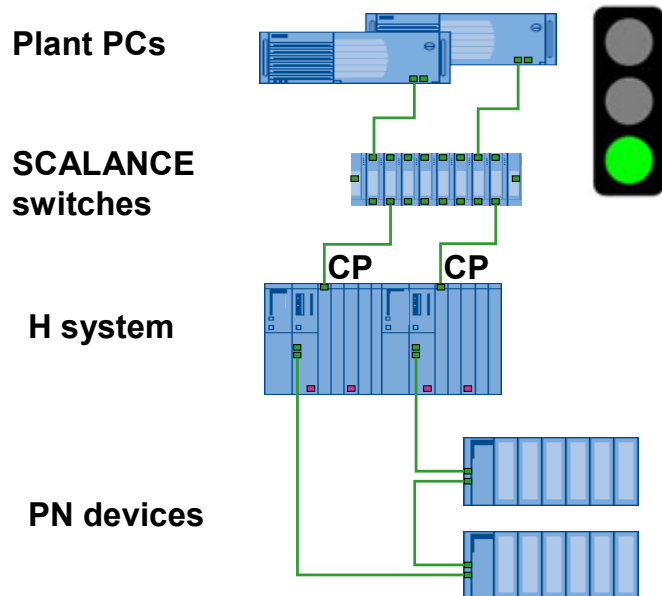 Plant PCs
SCALANCE
switches
CP CP
H system
PN devices